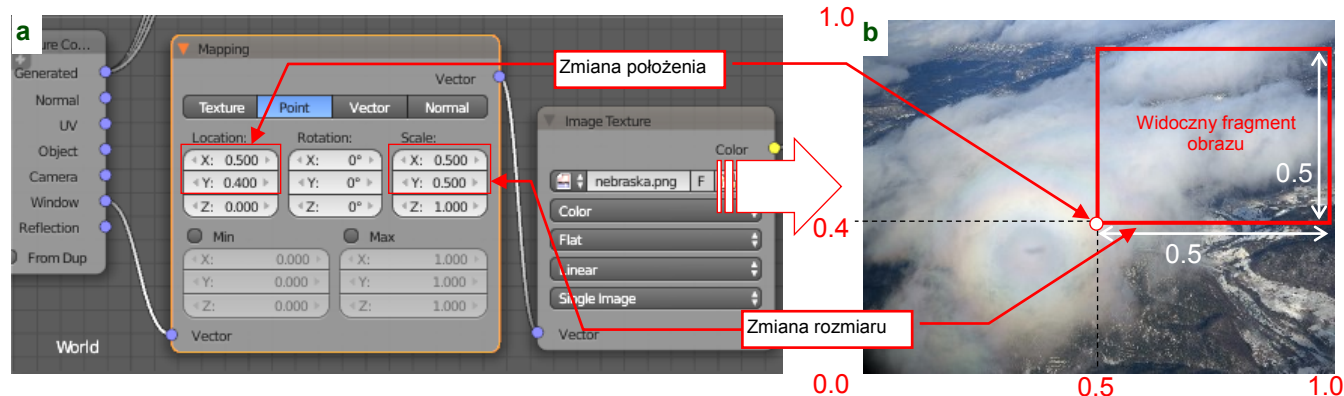 a
ure Co...
Generated
Normal
UV
Object
Camera
Window
Reflection
From Dup
World
Mapping
Vector
Texture Point Vector Normal
Location: Rotation: Scale:
X: 0.500 X: 0° X: 0.500
Y: 0.400 Y: 0° Y: 0.500
Z: 0.000 Z: 0° Z: 1.000
Min Max
X: 0.000 X: 1.000
Y: 0.000 Y: 1.000
Z: 0.000 Z: 1.000
Vector
Zmiana położenia
Image Texture
Color
nebraska.png F
Color
Flat
Linear
Single Image
Vector
Zmiana rozmiaru
b
1.0
0.4
0.0
Widoczny fragment
obrazu
0.5
0.5
0.5
1.0